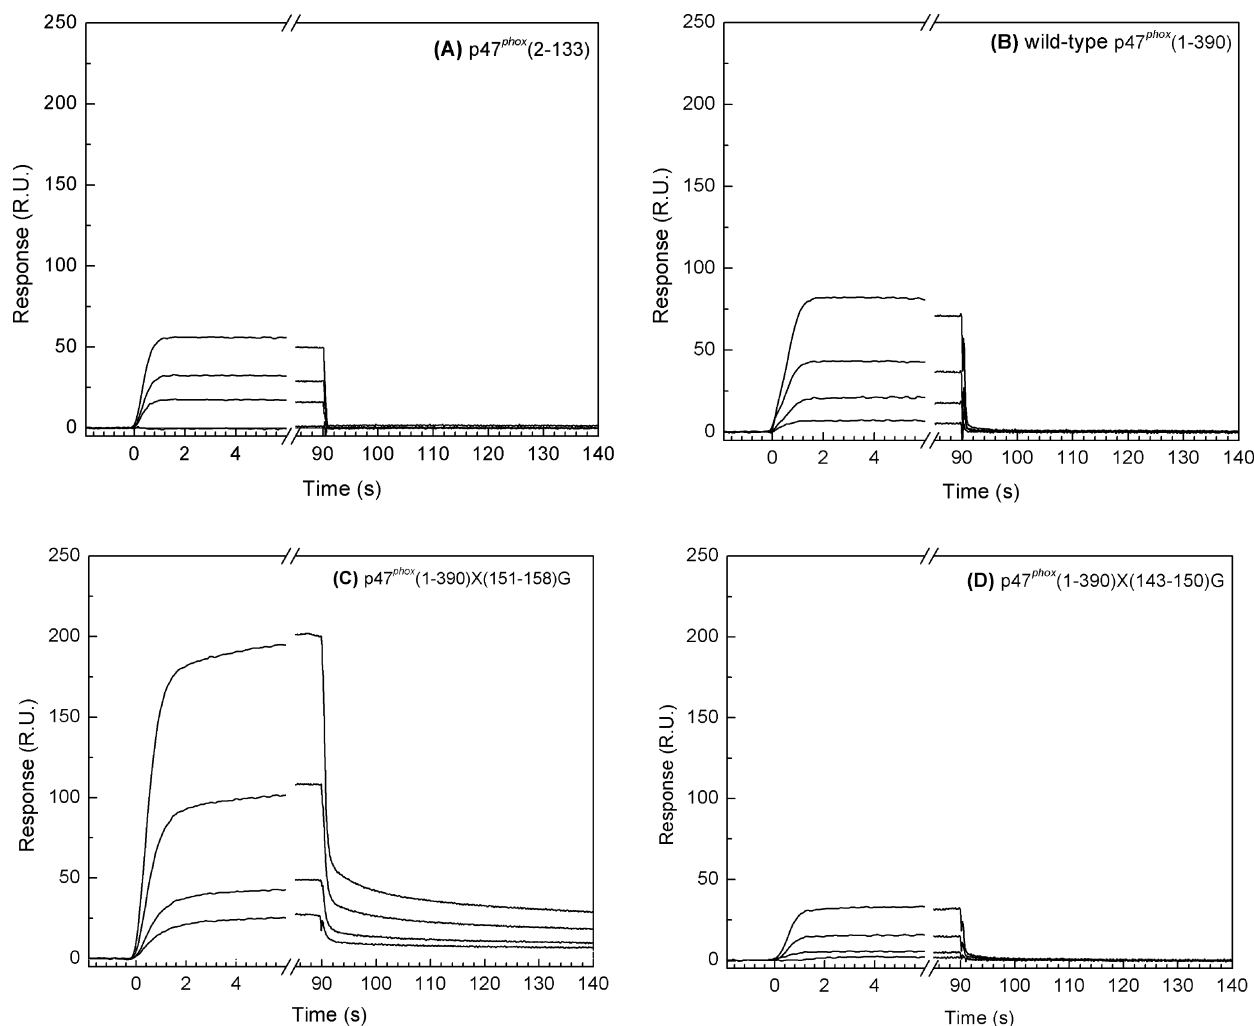 (A) p47phox(2-133)
Response (R.U.)
250
200
150
100
50
0
0 2 4 90 100 110 120 130 140
Time (s)
(B) wild-type p47phox(1-390)
Response (R.U.)
250
200
150
100
50
0
0 2 4 90 100 110 120 130 140
Time (s)
(C) p47phox(1-390)X(151-158)G
Response (R.U.)
250
200
150
100
50
0
0 2 4 90 100 110 120 130 140
Time (s)
(D) p47phox(1-390)X(143-150)G
Response (R.U.)
250
200
150
100
50
0
0 2 4 90 100 110 120 130 140
Time (s)